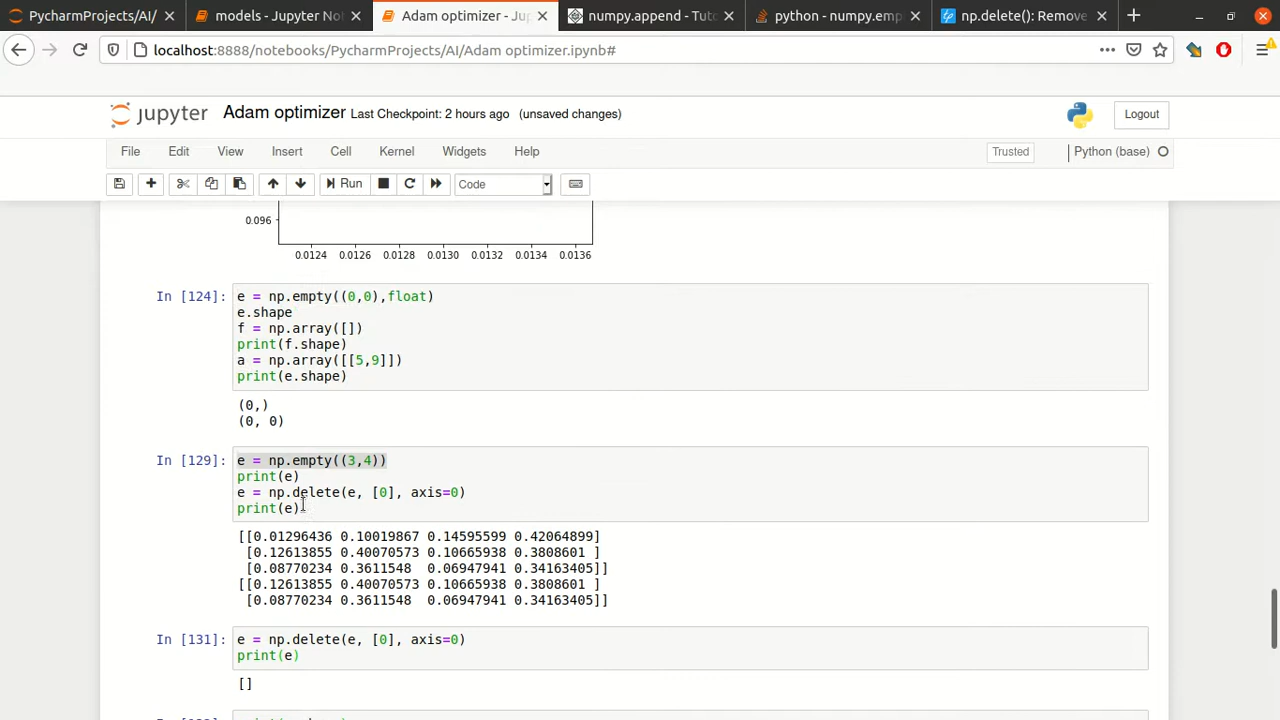 PycharmProjects/AI/
models - Jupyter Not
Adam optimizer - Jup
numpy.append - Tuto
python - numpy.emp
np.delete(): Remove
localhost:8888/notebooks/PycharmProjects/AI/Adam optimizer.ipynb#
jupyter Adam optimizer Last Checkpoint: 2 hours ago (unsaved changes)
Logout
File Edit View Insert Cell Kernel Widgets Help
Trusted
Python (base)
Run
Code
0.096
0.0124 0.0126 0.0128 0.0130 0.0132 0.0134 0.0136
In [124]: e = np.empty((0,0),float)
e.shape
f = np.array([])
print(f.shape)
a = np.array([[5,9]])
print(e.shape)
(0,)
(0, 0)
In [129]: e = np.empty((3,4))
print(e)
e = np.delete(e, [0], axis=0)
print(e)
[[0.01296436 0.10019867 0.14595599 0.42064899]
[0.12613855 0.40070573 0.10665938 0.3808601 ]
[0.08770234 0.3611548 0.06947941 0.34163405]]
[[0.12613855 0.40070573 0.10665938 0.3808601 ]
[0.08770234 0.3611548 0.06947941 0.34163405]]
In [131]: e = np.delete(e, [0], axis=0)
print(e)
[]